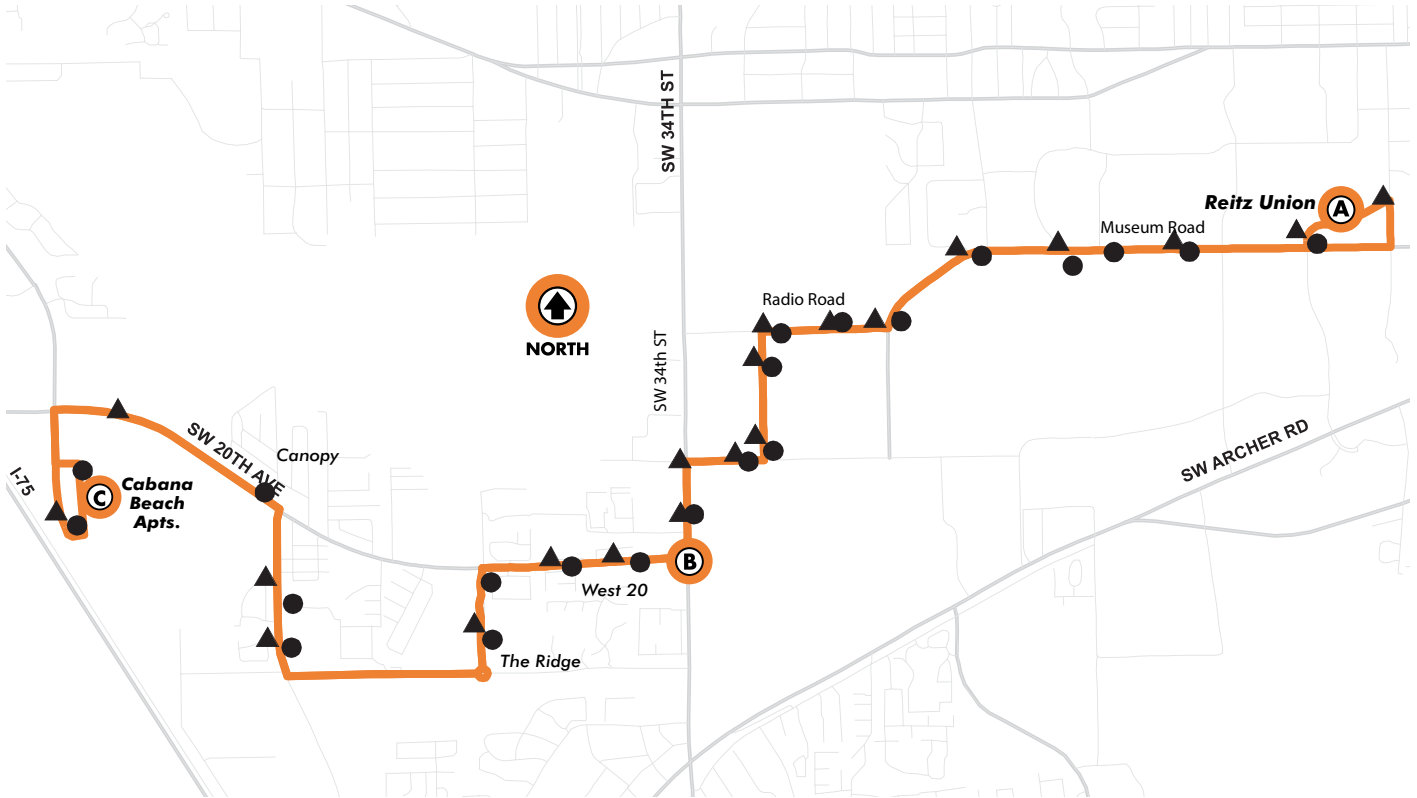 SW 34TH ST
Reitz Union
A
Museum Road
Radio Road
NORTH
SW 34th ST
SW 20TH AVE
Canopy
SW ARCHER RD
I-75
C
Cabana
Beach
Apts.
B
West 20
The Ridge